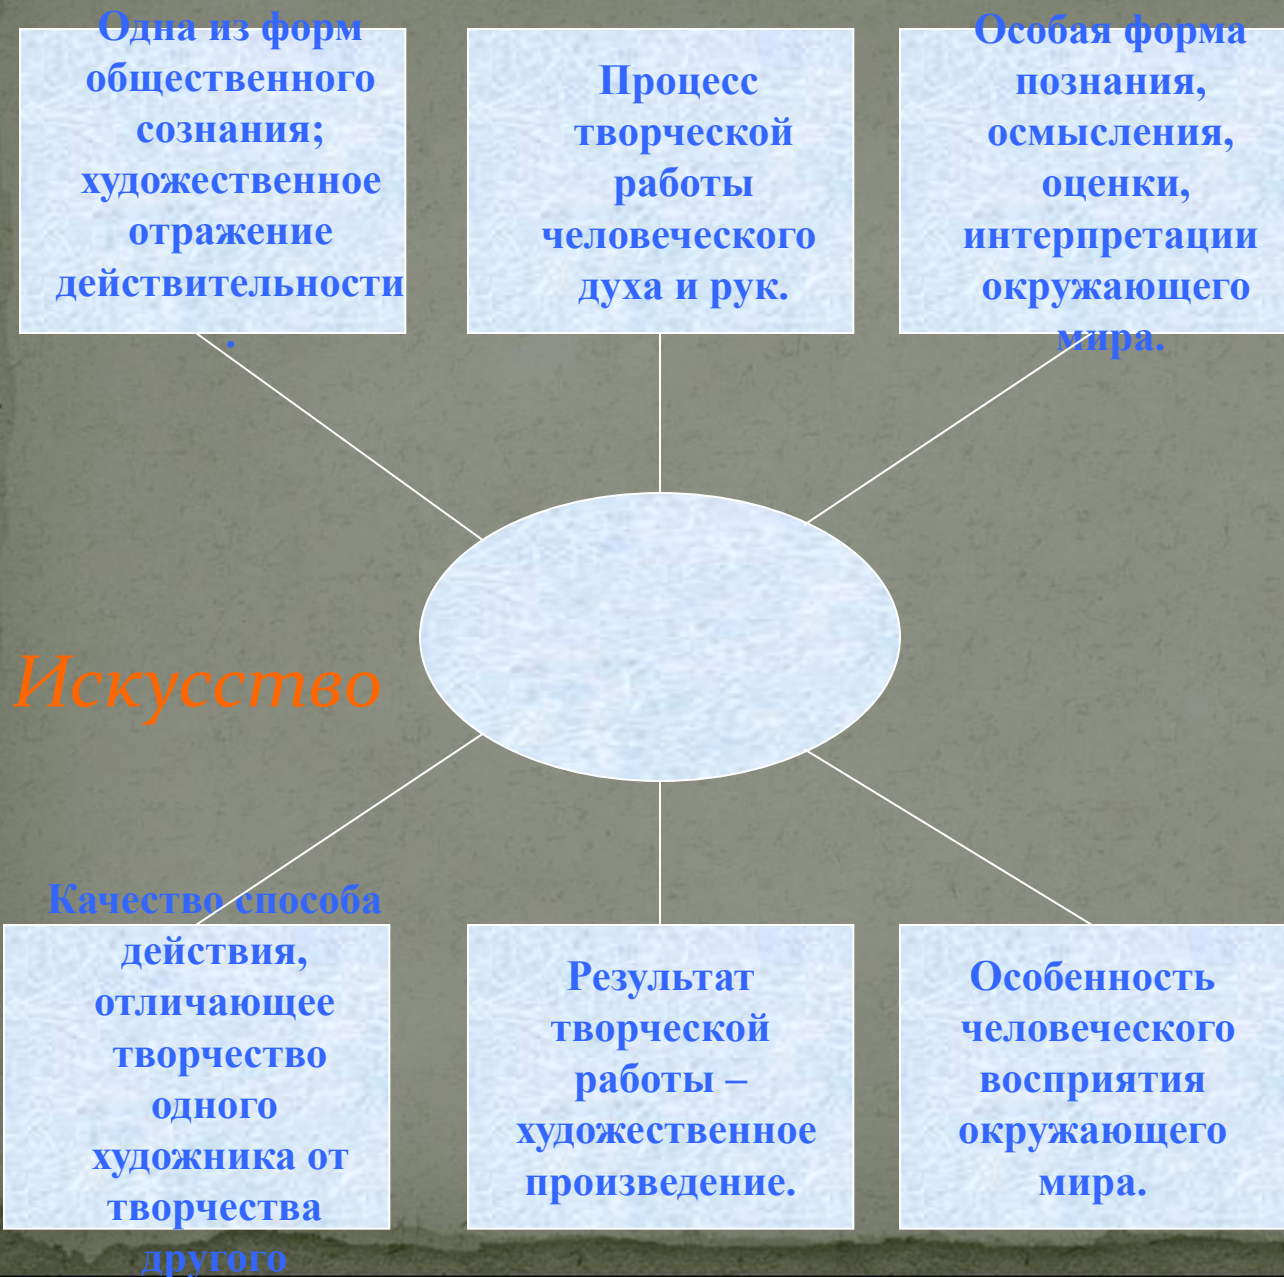 Одна из форм
общественного
сознания;
художественное
отражение
действительности
.
Процесс
творческой
работы
человеческого
духа и рук.
Особая форма
познания,
осмысления,
оценки,
интерпретации
окружающего
мира.
Искусство
Качество способа
действия,
отличающее
творчество
одного
художника от
творчества
другого
Результат
творческой
работы –
художественное
произведение.
Особенность
человеческого
восприятия
окружающего
мира.